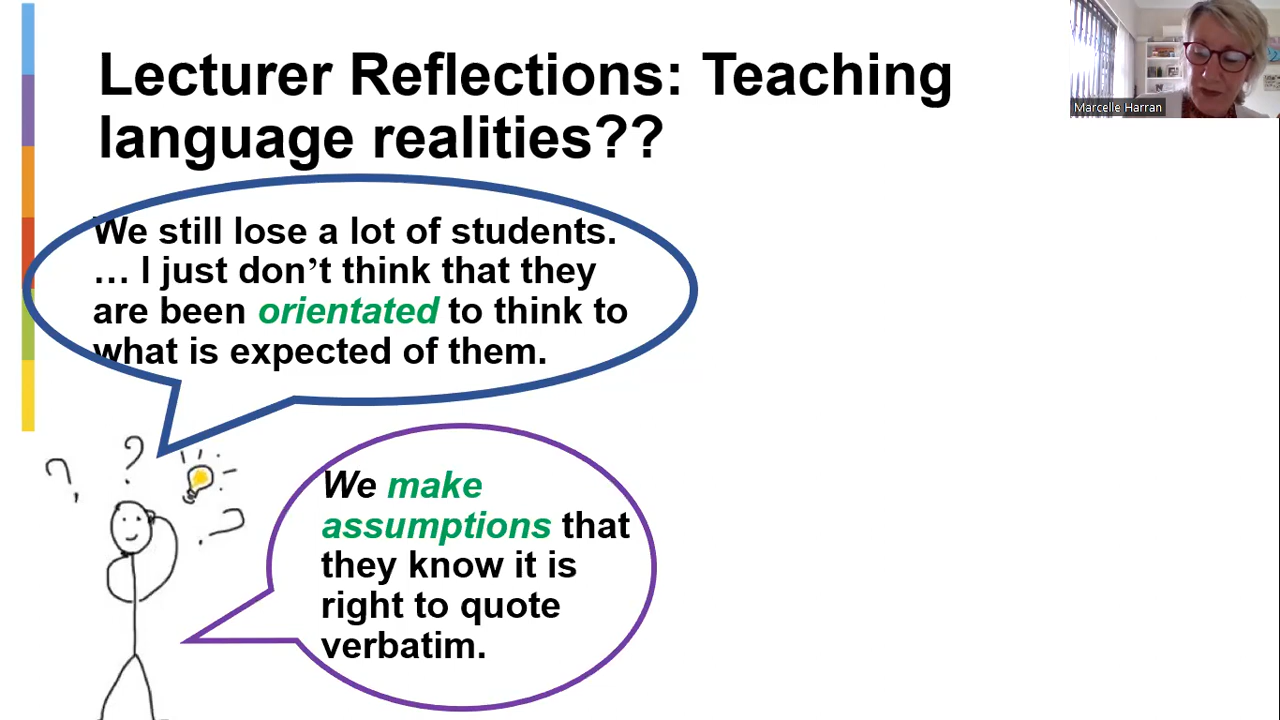 Lecturer Reflections: Teaching
language realities??
Marcelle Harran
We still lose a lot of students.
… I just don’t think that they
are been orientated to think to
what is expected of them.
? ? ?
We make
assumptions that
they know it is
right to quote
verbatim.